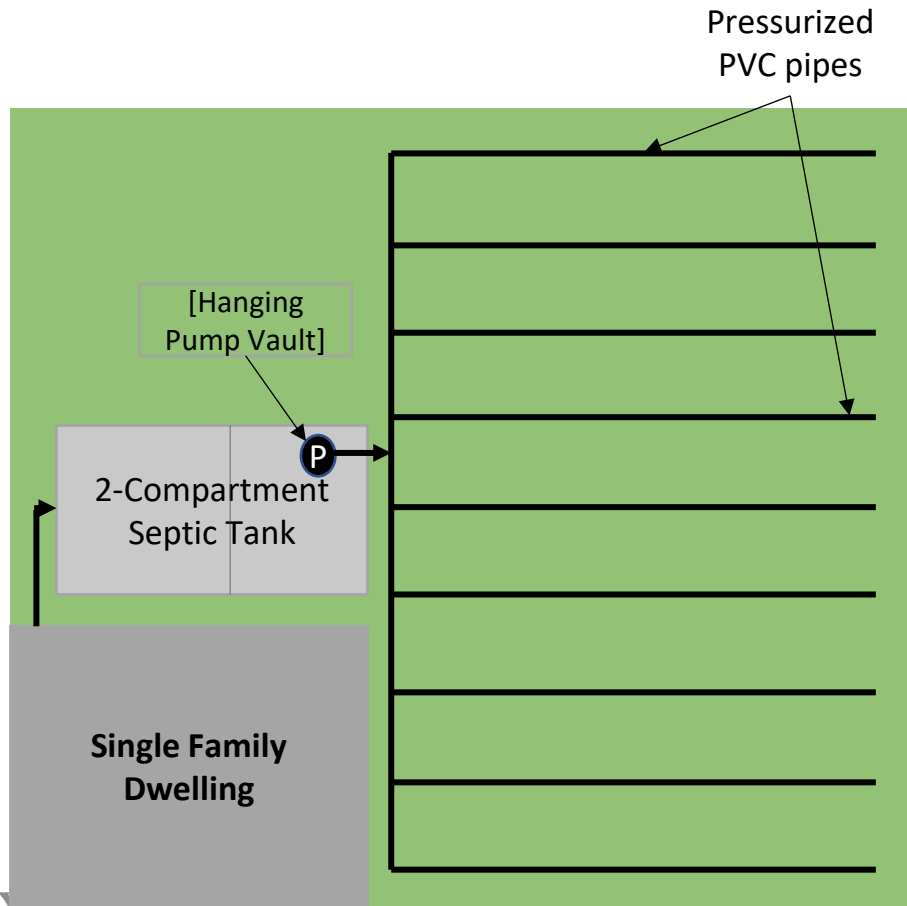 Pressurized
PVC pipes
[Hanging
Pump Vault]
P
2-Compartment
Septic Tank
Single Family
Dwelling